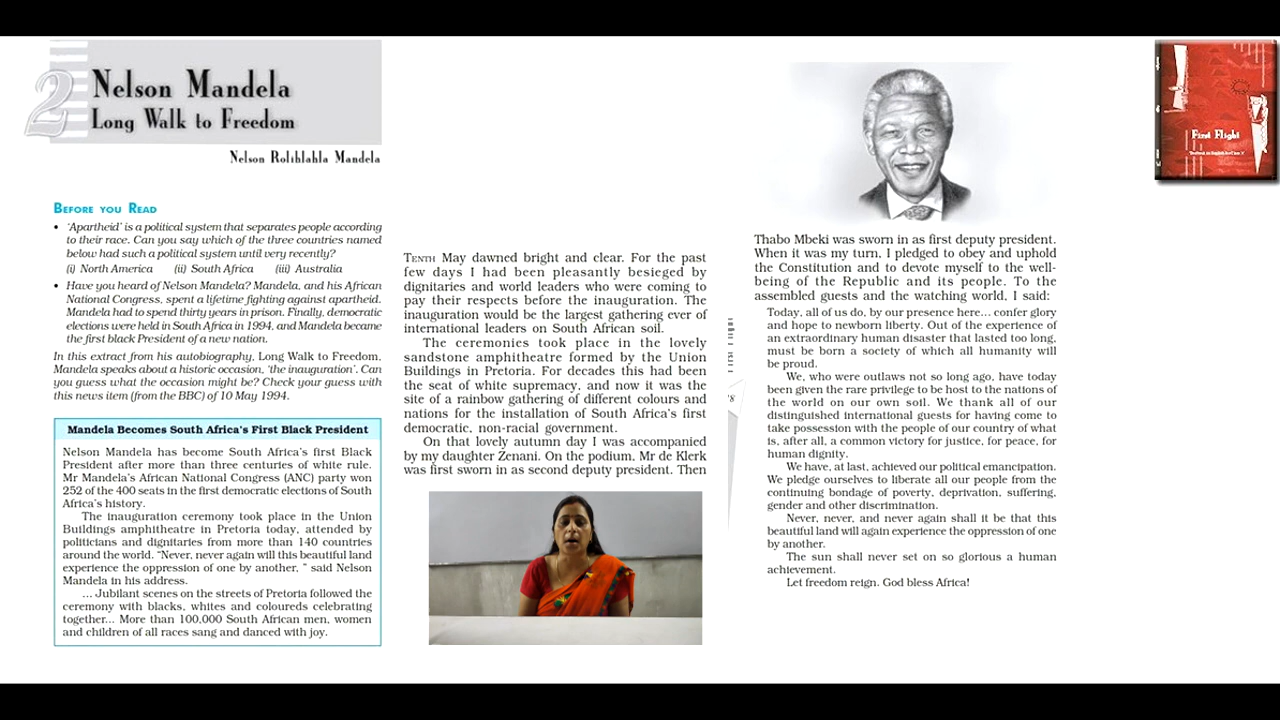 2
Nelson Mandela
Long Walk to Freedom
Nelson Rolihlahla Mandela
BEFORE YOU READ
• 'Apartheid' is a political system that separates people according
to their race. Can you say which of the three countries named
below had such a political system until very recently?
(i) North America (ii) South Africa (iii) Australia
• Have you heard of Nelson Mandela? Mandela, and his African
National Congress, spent a lifetime fighting against apartheid.
Mandela had to spend thirty years in prison. Finally, democratic
elections were held in South Africa in 1994, and Mandela became
the first black President of a new nation.
In this extract from his autobiography, Long Walk to Freedom,
Mandela speaks about a historic occasion, 'the inauguration'. Can
you guess what the occasion might be? Check your guess with
this news item (from the BBC) of 10 May 1994.
Mandela Becomes South Africa's First Black President
Nelson Mandela has become South Africa's first Black
President after more than three centuries of white rule.
Mr Mandela's African National Congress (ANC) party won
252 of the 400 seats in the first democratic elections of South
Africa's history.
The inauguration ceremony took place in the Union
Buildings amphitheatre in Pretoria today, attended by
politicians and dignitaries from more than 140 countries
around the world. "Never, never again will this beautiful land
experience the oppression of one by another, " said Nelson
Mandela in his address.
... Jubilant scenes on the streets of Pretoria followed the
ceremony with blacks, whites and coloureds celebrating
together... More than 100,000 South African men, women
and children of all races sang and danced with joy.
TENTH May dawned bright and clear. For the past
few days I had been pleasantly besieged by
dignitaries and world leaders who were coming to
pay their respects before the inauguration. The
inauguration would be the largest gathering ever of
international leaders on South African soil.
The ceremonies took place in the lovely
sandstone amphitheatre formed by the Union
Buildings in Pretoria. For decades this had been
the seat of white supremacy, and now it was the
site of a rainbow gathering of different colours and
nations for the installation of South Africa's first
democratic, non-racial government.
On that lovely autumn day I was accompanied
by my daughter Zenani. On the podium, Mr de Klerk
was first sworn in as second deputy president. Then
Thabo Mbeki was sworn in as first deputy president.
When it was my turn, I pledged to obey and uphold
the Constitution and to devote myself to the well-
being of the Republic and its people. To the
assembled guests and the watching world, I said:
Today, all of us do, by our presence here... confer glory
and hope to newborn liberty. Out of the experience of
an extraordinary human disaster that lasted too long,
must be born a society of which all humanity will
be proud.
We, who were outlaws not so long ago, have today
been given the rare privilege to be host to the nations of
the world on our own soil. We thank all of our
distinguished international guests for having come to
take possession with the people of our country of what
is, after all, a common victory for justice, for peace, for
human dignity.
We have, at last, achieved our political emancipation.
We pledge ourselves to liberate all our people from the
continuing bondage of poverty, deprivation, suffering,
gender and other discrimination.
Never, never, and never again shall it be that this
beautiful land will again experience the oppression of one
by another.
The sun shall never set on so glorious a human
achievement.
Let freedom reign. God bless Africa!
First Flight